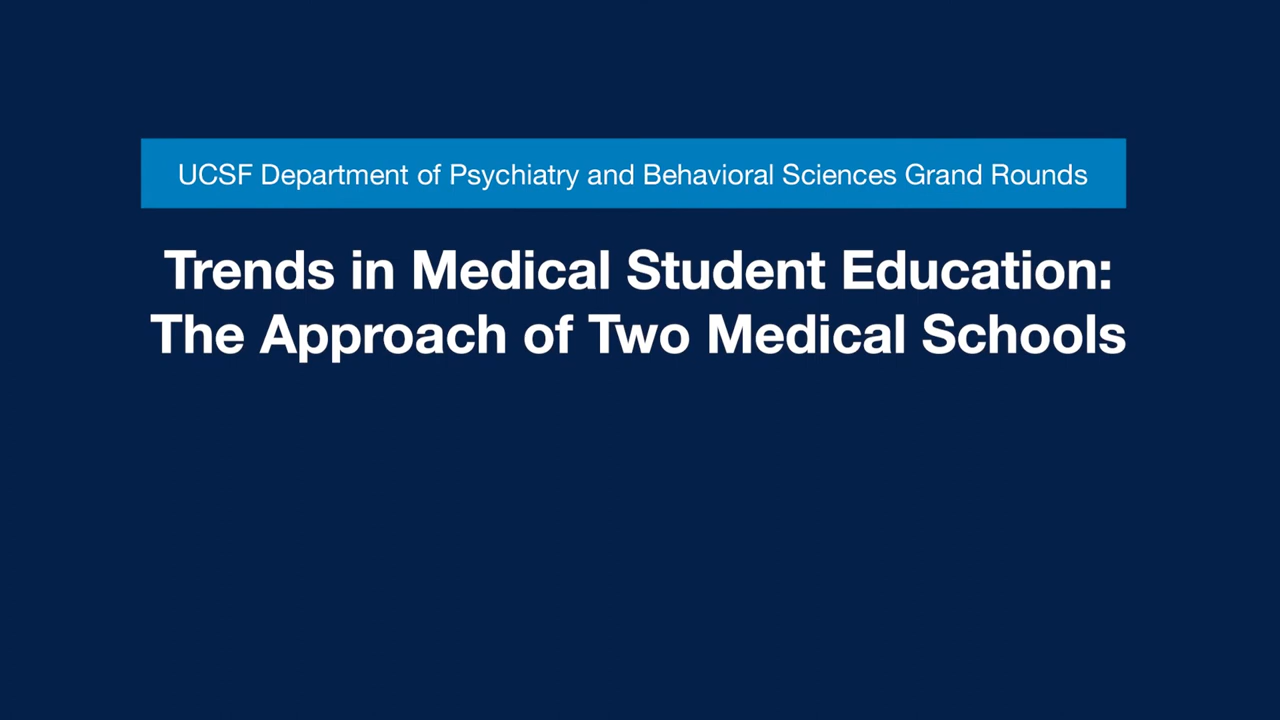 UCSF Department of Psychiatry and Behavioral Sciences Grand Rounds
Trends in Medical Student Education:
The Approach of Two Medical Schools